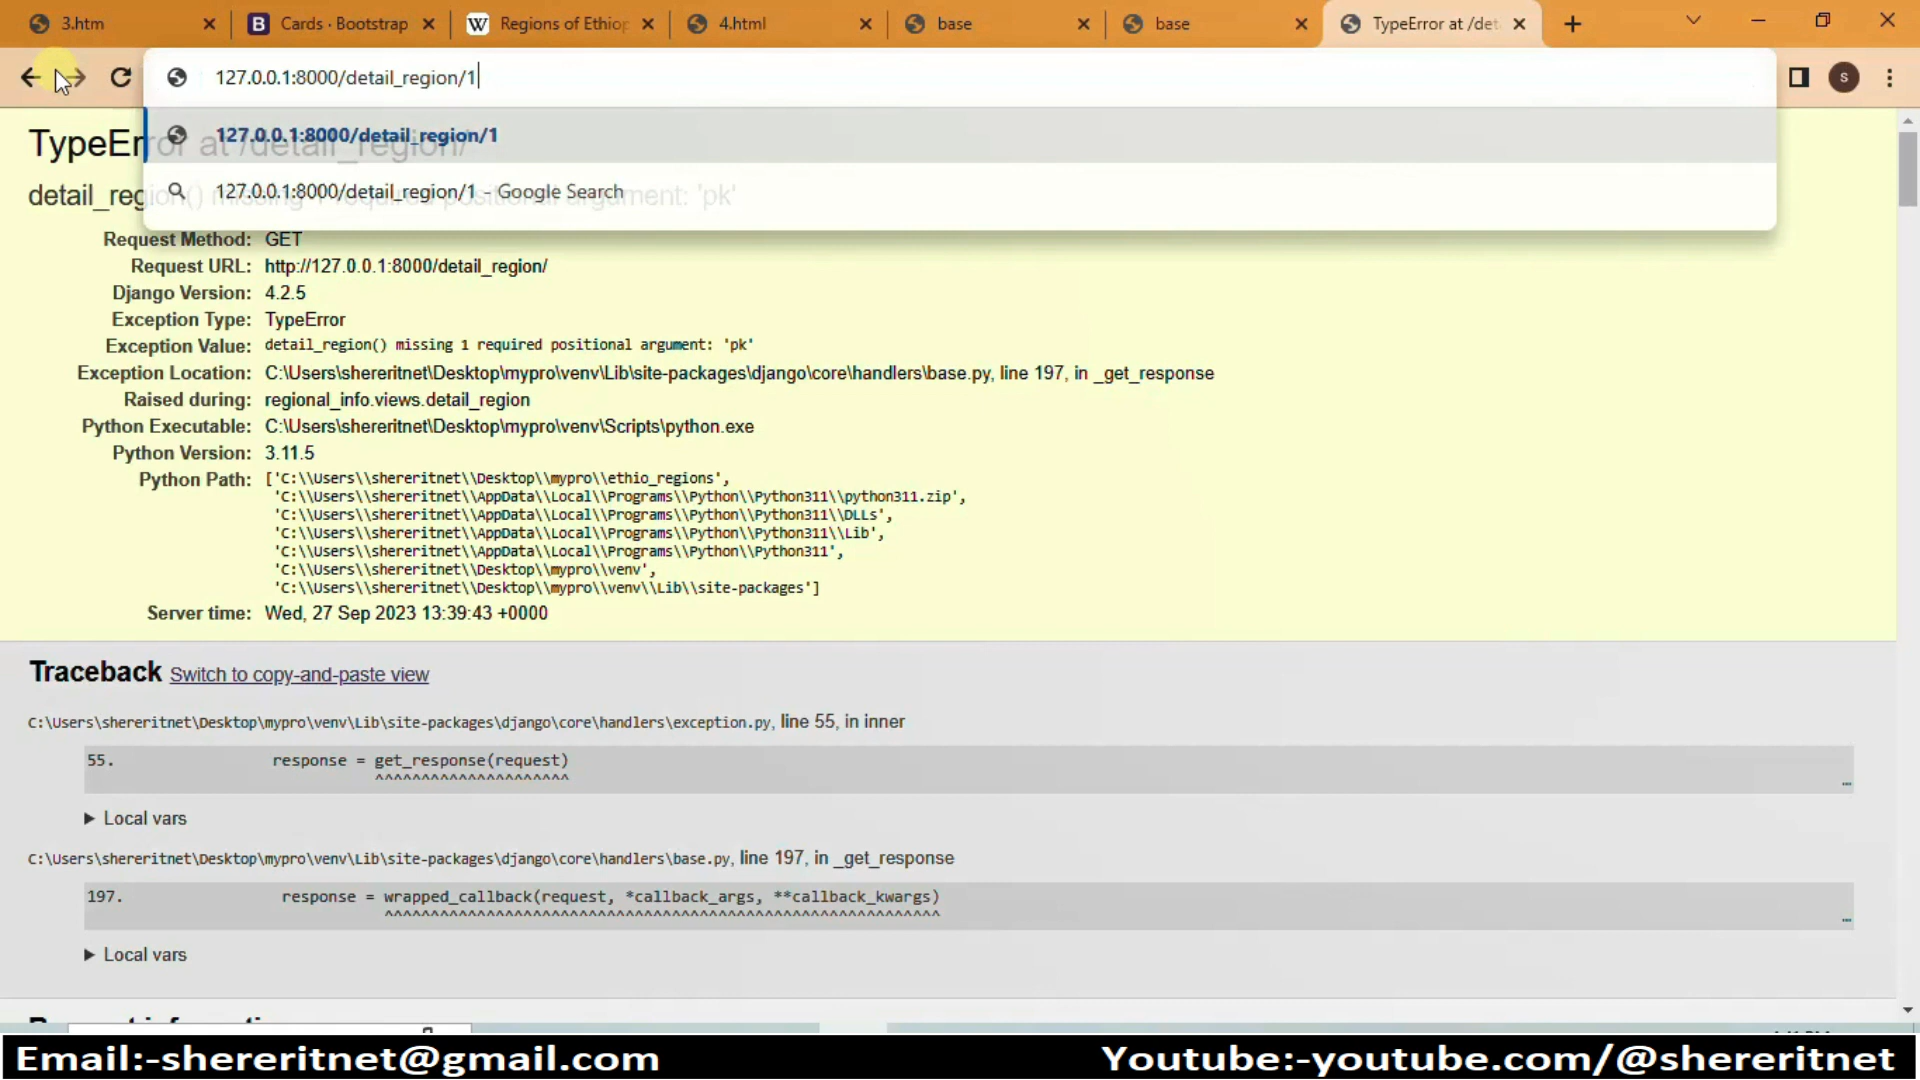 3.htm
Cards · Bootstrap
Regions of Ethiop
4.html
base
base
TypeError at /det
127.0.0.1:8000/detail_region/1
S
127.0.0.1:8000/detail_region/1
127.0.0.1:8000/detail_region/1 - Google Search
TypeError at /detail_region/
detail_region() missing 1 required positional argument: 'pk'
Request Method: GET
Request URL: http://127.0.0.1:8000/detail_region/
Django Version: 4.2.5
Exception Type: TypeError
Exception Value: detail_region() missing 1 required positional argument: 'pk'
Exception Location: C:\Users\shereritnet\Desktop\mypro\venv\Lib\site-packages\django\core\handlers\base.py, line 197, in _get_response
Raised during: regional_info.views.detail_region
Python Executable: C:\Users\shereritnet\Desktop\mypro\venv\Scripts\python.exe
Python Version: 3.11.5
Python Path: ['C:\\Users\\shereritnet\\Desktop\\mypro\\ethio_regions',
'C:\\Users\\shereritnet\\AppData\\Local\\Programs\\Python\\Python311\\python311.zip',
'C:\\Users\\shereritnet\\AppData\\Local\\Programs\\Python\\Python311\\DLLs',
'C:\\Users\\shereritnet\\AppData\\Local\\Programs\\Python\\Python311\\Lib',
'C:\\Users\\shereritnet\\AppData\\Local\\Programs\\Python\\Python311',
'C:\\Users\\shereritnet\\Desktop\\mypro\\venv',
'C:\\Users\\shereritnet\\Desktop\\mypro\\venv\\Lib\\site-packages']
Server time: Wed, 27 Sep 2023 13:39:43 +0000
Traceback Switch to copy-and-paste view
C:\Users\shereritnet\Desktop\mypro\venv\Lib\site-packages\django\core\handlers\exception.py, line 55, in inner
55. response = get_response(request)
^^^^^^^^^^^^^^^^^^^^^
…
▶ Local vars
C:\Users\shereritnet\Desktop\mypro\venv\Lib\site-packages\django\core\handlers\base.py, line 197, in _get_response
197. response = wrapped_callback(request, *callback_args, **callback_kwargs)
^^^^^^^^^^^^^^^^^^^^^^^^^^^^^^^^^^^^^^^^^^^^^^^^^^^^^^^^^^^^
…
▶ Local vars
Email:-shereritnet@gmail.com
Youtube:-youtube.com/@shereritnet